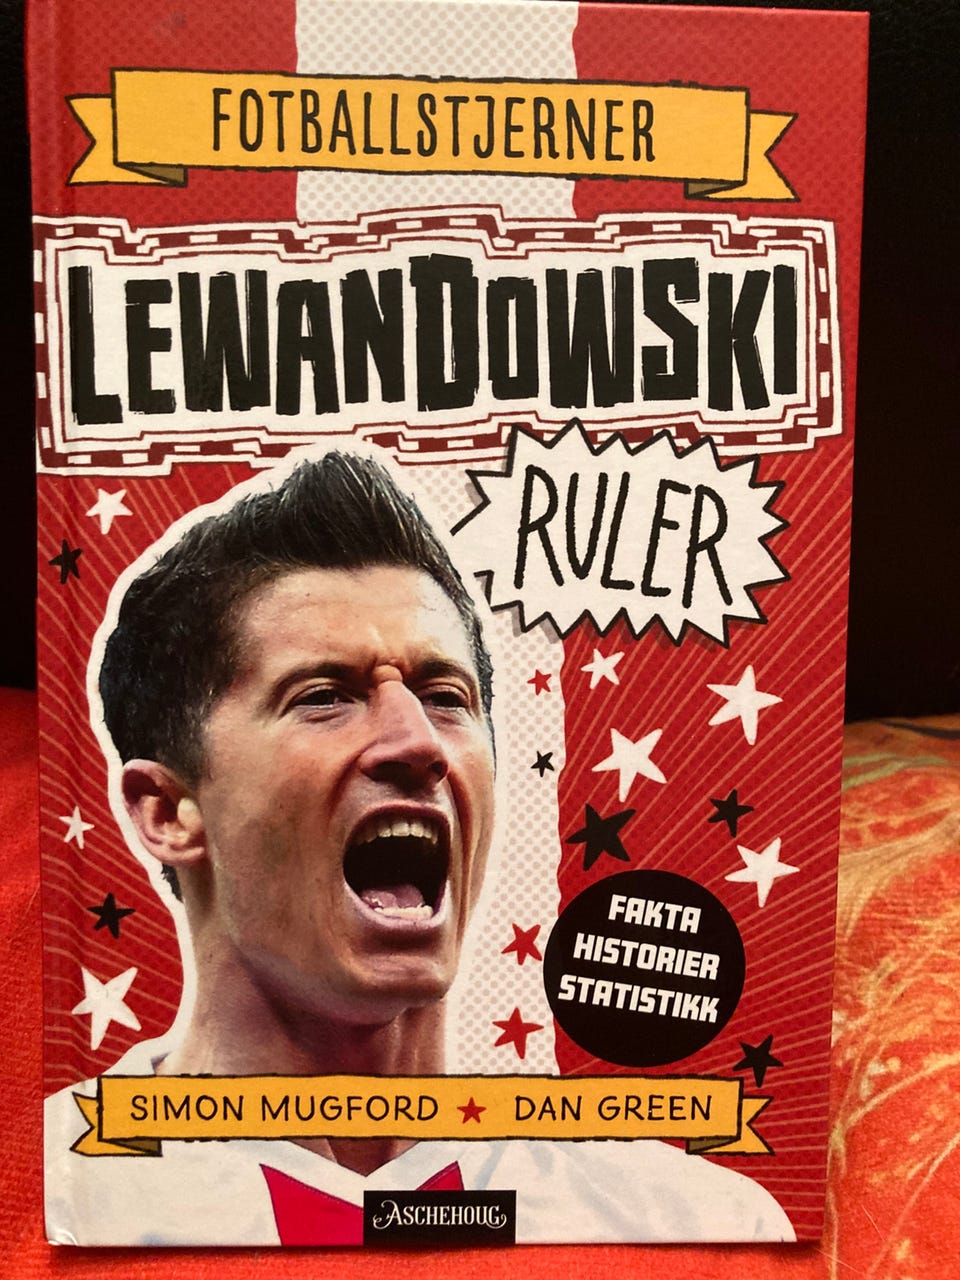 FOTBALLSTJERNER
LEWANDOWSKI
RULER
FAKTA
HISTORIER
STATISTIKK
SIMON MUGFORD ★ DAN GREEN
ASCHEHOUG